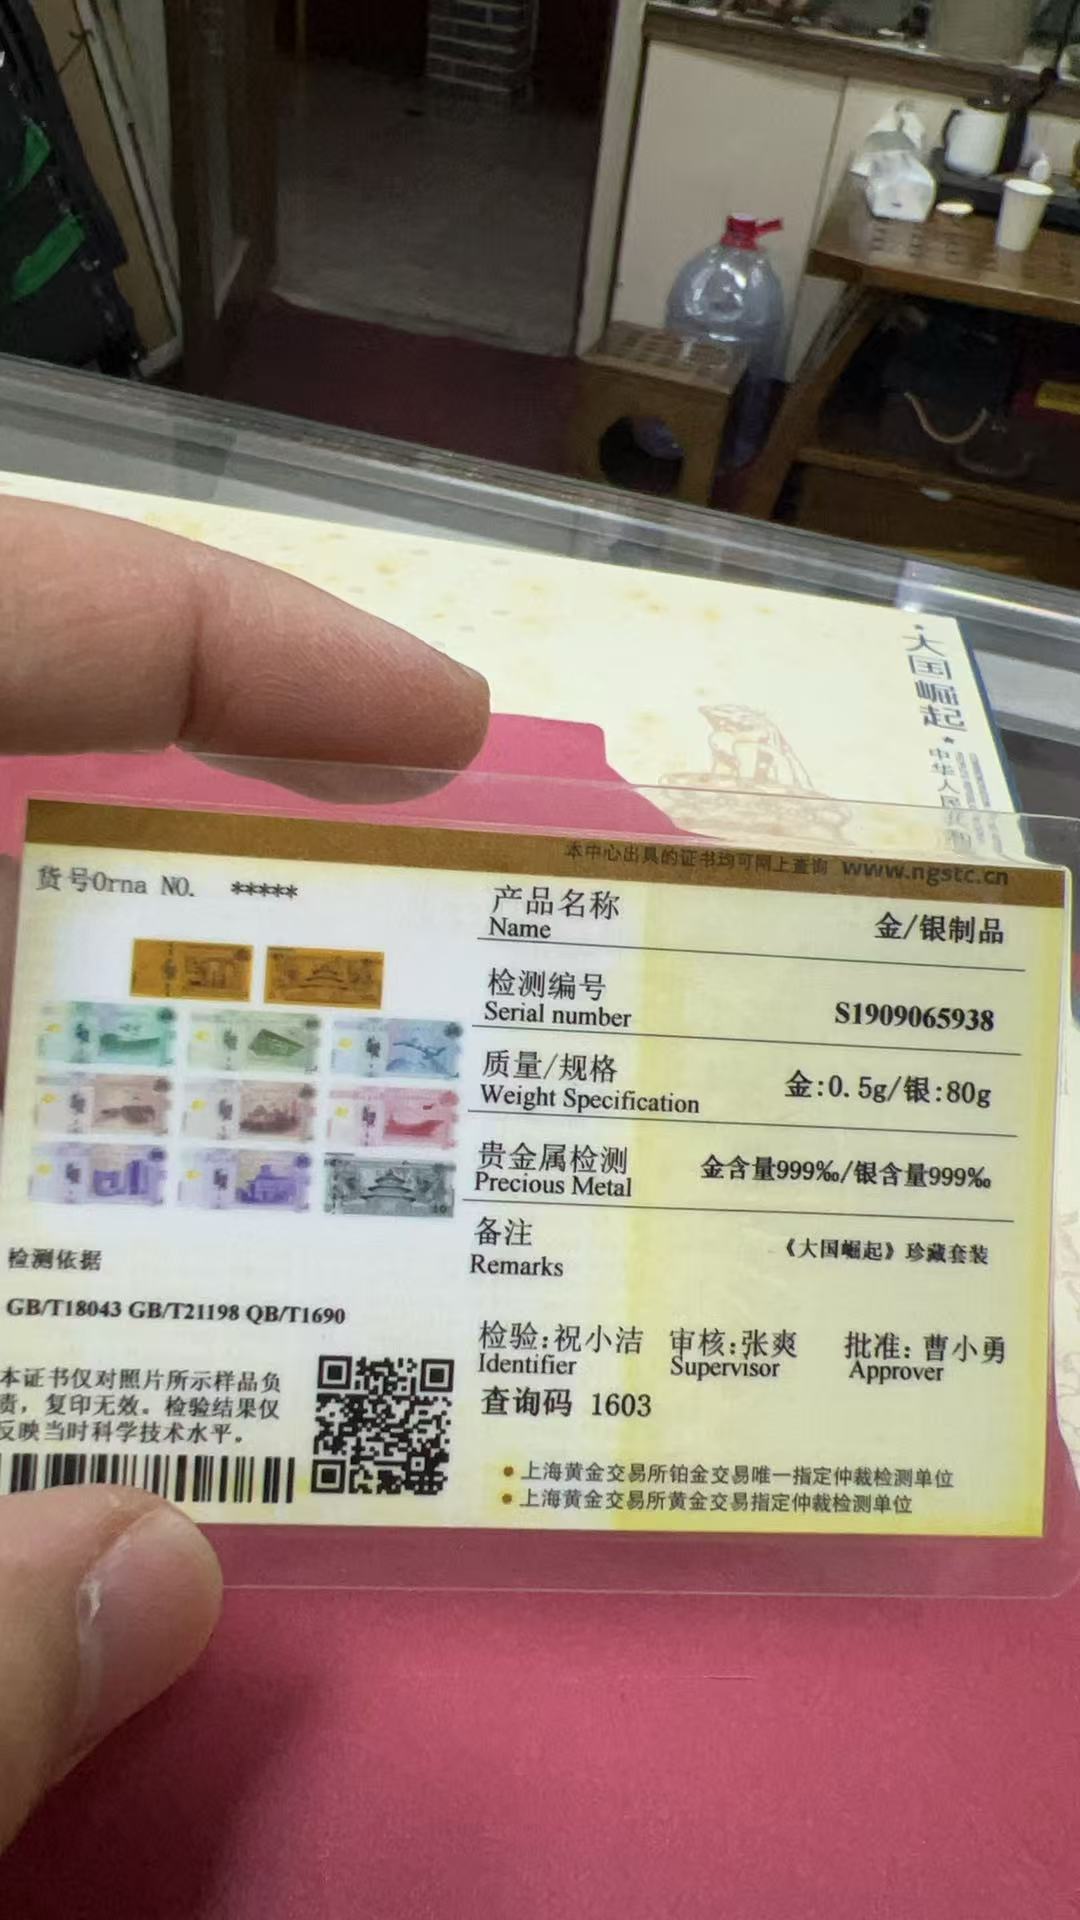 大国崛起
中华人民共和
本中心出具的证书均可网上查询 www.ngstc.cn
货号Orna NO. *****
产品名称
Name
金/银制品
检测编号
Serial number
S1909065938
质量/规格
Weight Specification
金:0.5g/银:80g
贵金属检测
Precious Metal
金含量999‰/银含量999‰
备注
Remarks
《大国崛起》珍藏套装
检测依据
GB/T18043 GB/T21198 QB/T1690
检验:祝小洁 审核:张爽 批准:曹小勇
Identifier Supervisor Approver
查询码 1603
本证书仅对照片所示样品负
责，复印无效。检验结果仅
反映当时科学技术水平。
• 上海黄金交易所铂金交易唯一指定仲裁检测单位
• 上海黄金交易所黄金交易指定仲裁检测单位